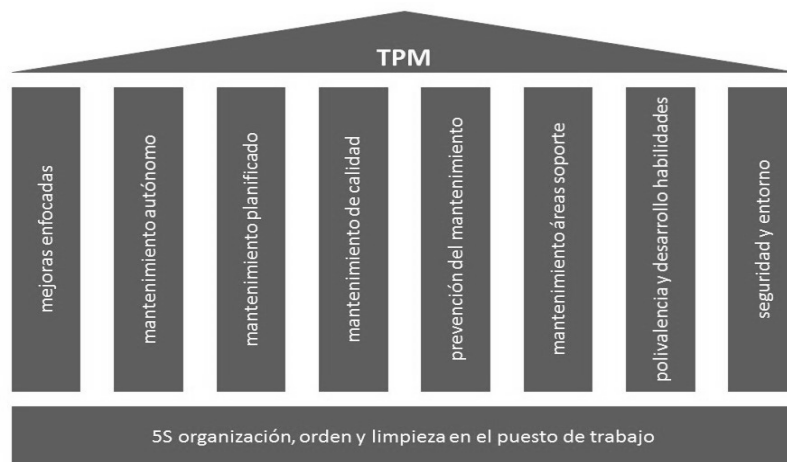 TPM
mejoras enfocadas
mantenimiento autónomo
mantenimiento planificado
mantenimiento de calidad
prevención del mantenimiento
mantenimiento áreas soporte
polivalencia y desarrollo habilidades
seguridad y entorno
5S organización, orden y limpieza en el puesto de trabajo